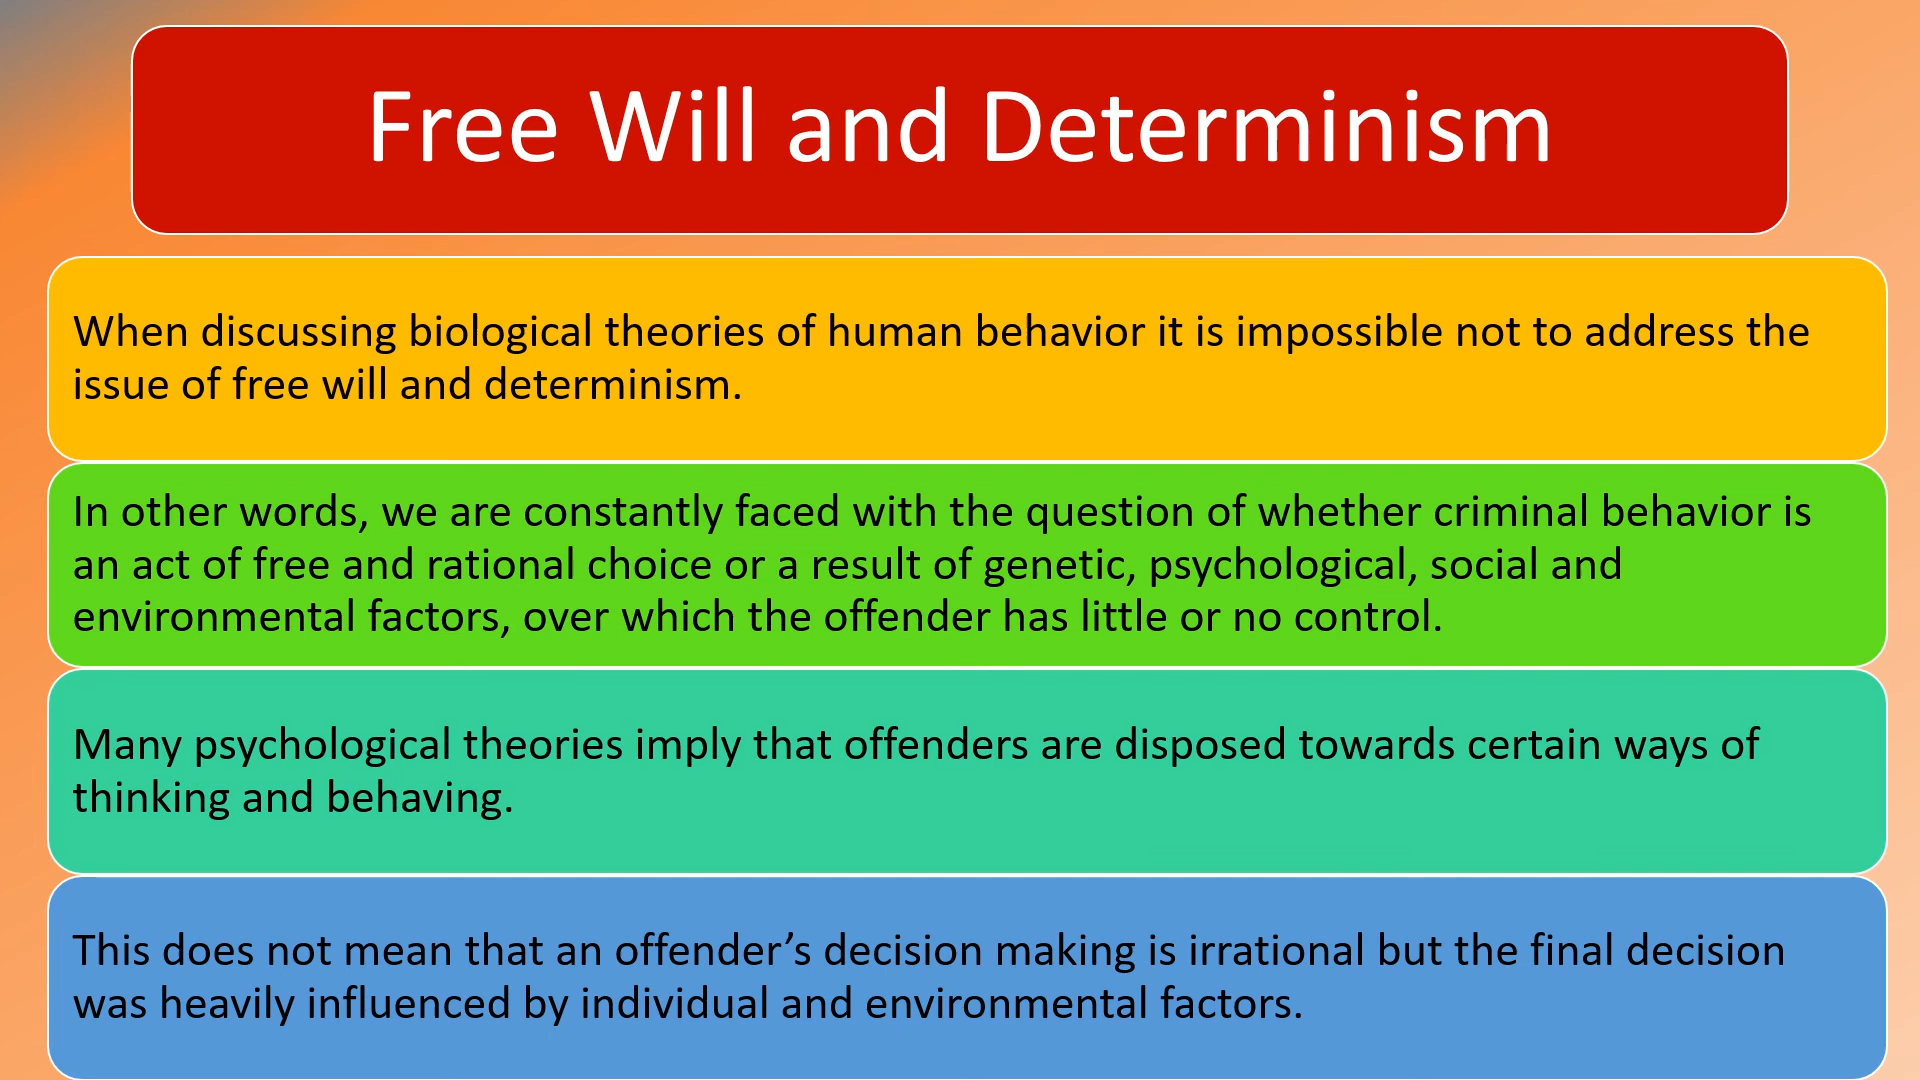 Free Will and Determinism
When discussing biological theories of human behavior it is impossible not to address the
issue of free will and determinism.
In other words, we are constantly faced with the question of whether criminal behavior is
an act of free and rational choice or a result of genetic, psychological, social and
environmental factors, over which the offender has little or no control.
Many psychological theories imply that offenders are disposed towards certain ways of
thinking and behaving.
This does not mean that an offender’s decision making is irrational but the final decision
was heavily influenced by individual and environmental factors.